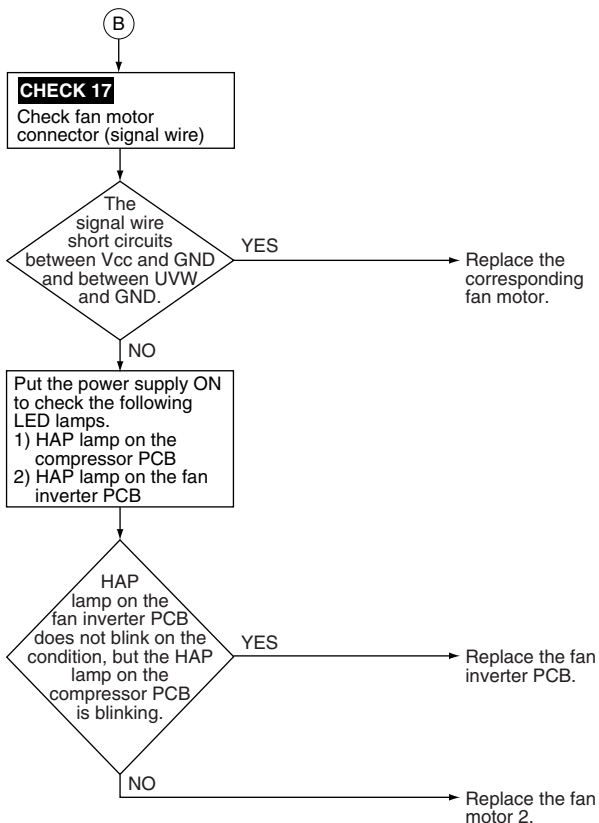 B
CHECK 17
Check fan motor
connector (signal wire)
The
signal wire
short circuits
between Vcc and GND
and between UVW
and GND.
YES
Replace the
corresponding
fan motor.
NO
Put the power supply ON
to check the following
LED lamps.
1) HAP lamp on the
compressor PCB
2) HAP lamp on the fan
inverter PCB
HAP
lamp on the
fan inverter PCB
does not blink on the
condition, but the HAP
lamp on the
compressor PCB
is blinking.
YES
Replace the fan
inverter PCB.
NO
Replace the fan
motor 2.